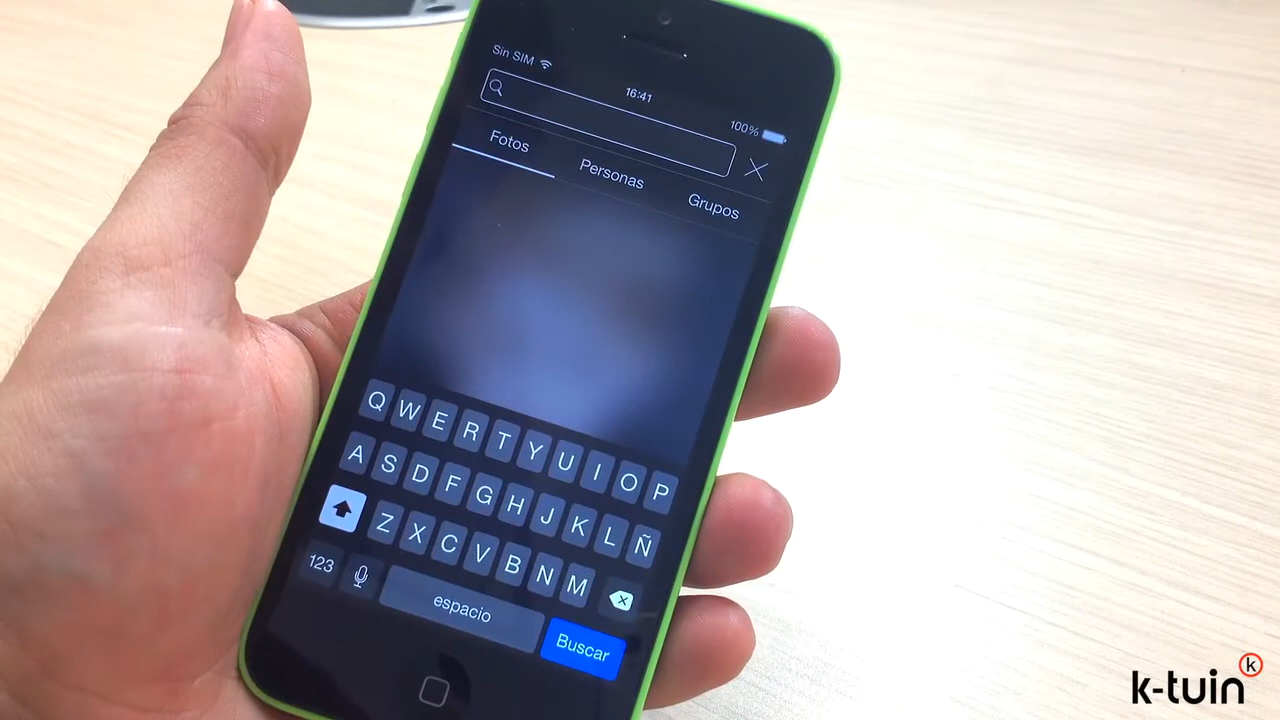 Sin SIM
16:41
100%
Fotos Personas Grupos
Q W E R T Y U I O P
A S D F G H J K L Ñ
Z X C V B N M
123 espacio Buscar
k-tuin k